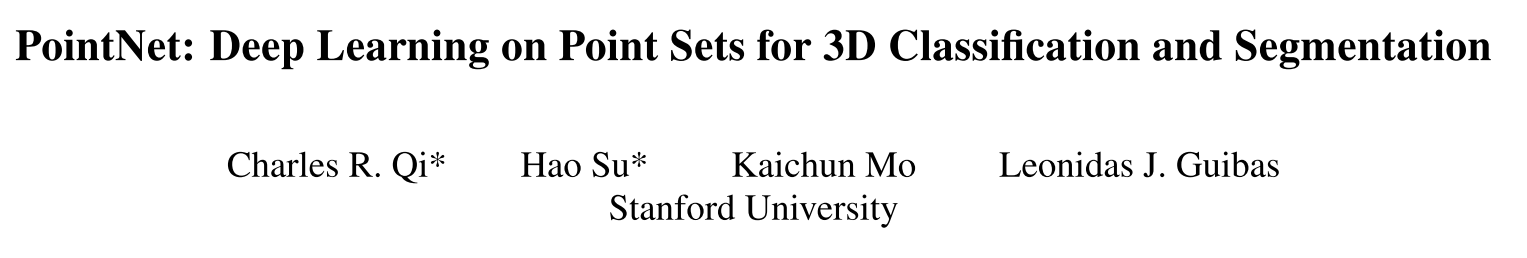 PointNet: Deep Learning on Point Sets for 3D Classification and Segmentation
Charles R. Qi* Hao Su* Kaichun Mo Leonidas J. Guibas
Stanford University